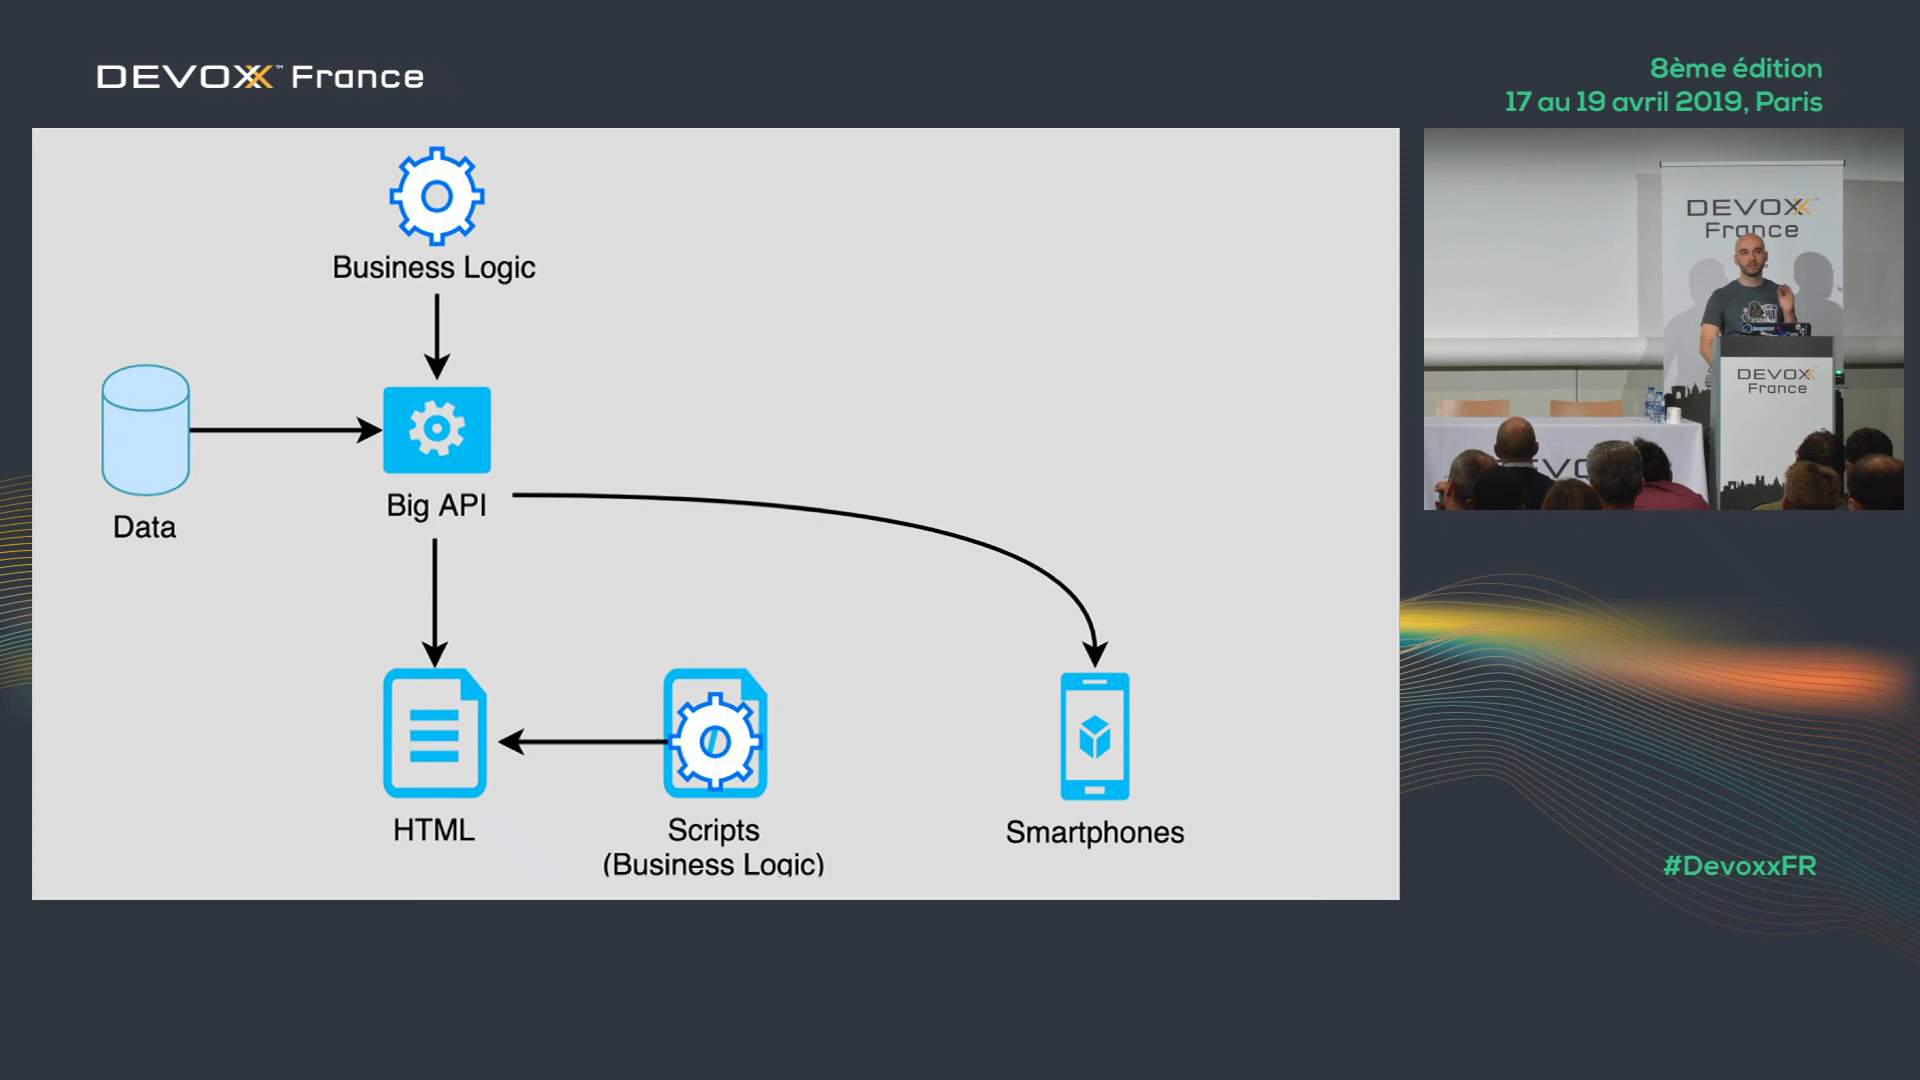 DEVOXX™ France
8ème édition
17 au 19 avril 2019, Paris
Business Logic
Data
Big API
HTML
Scripts
(Business Logic)
Smartphones
DEVOXX
France
DEVOXX
France
#DevoxxFR